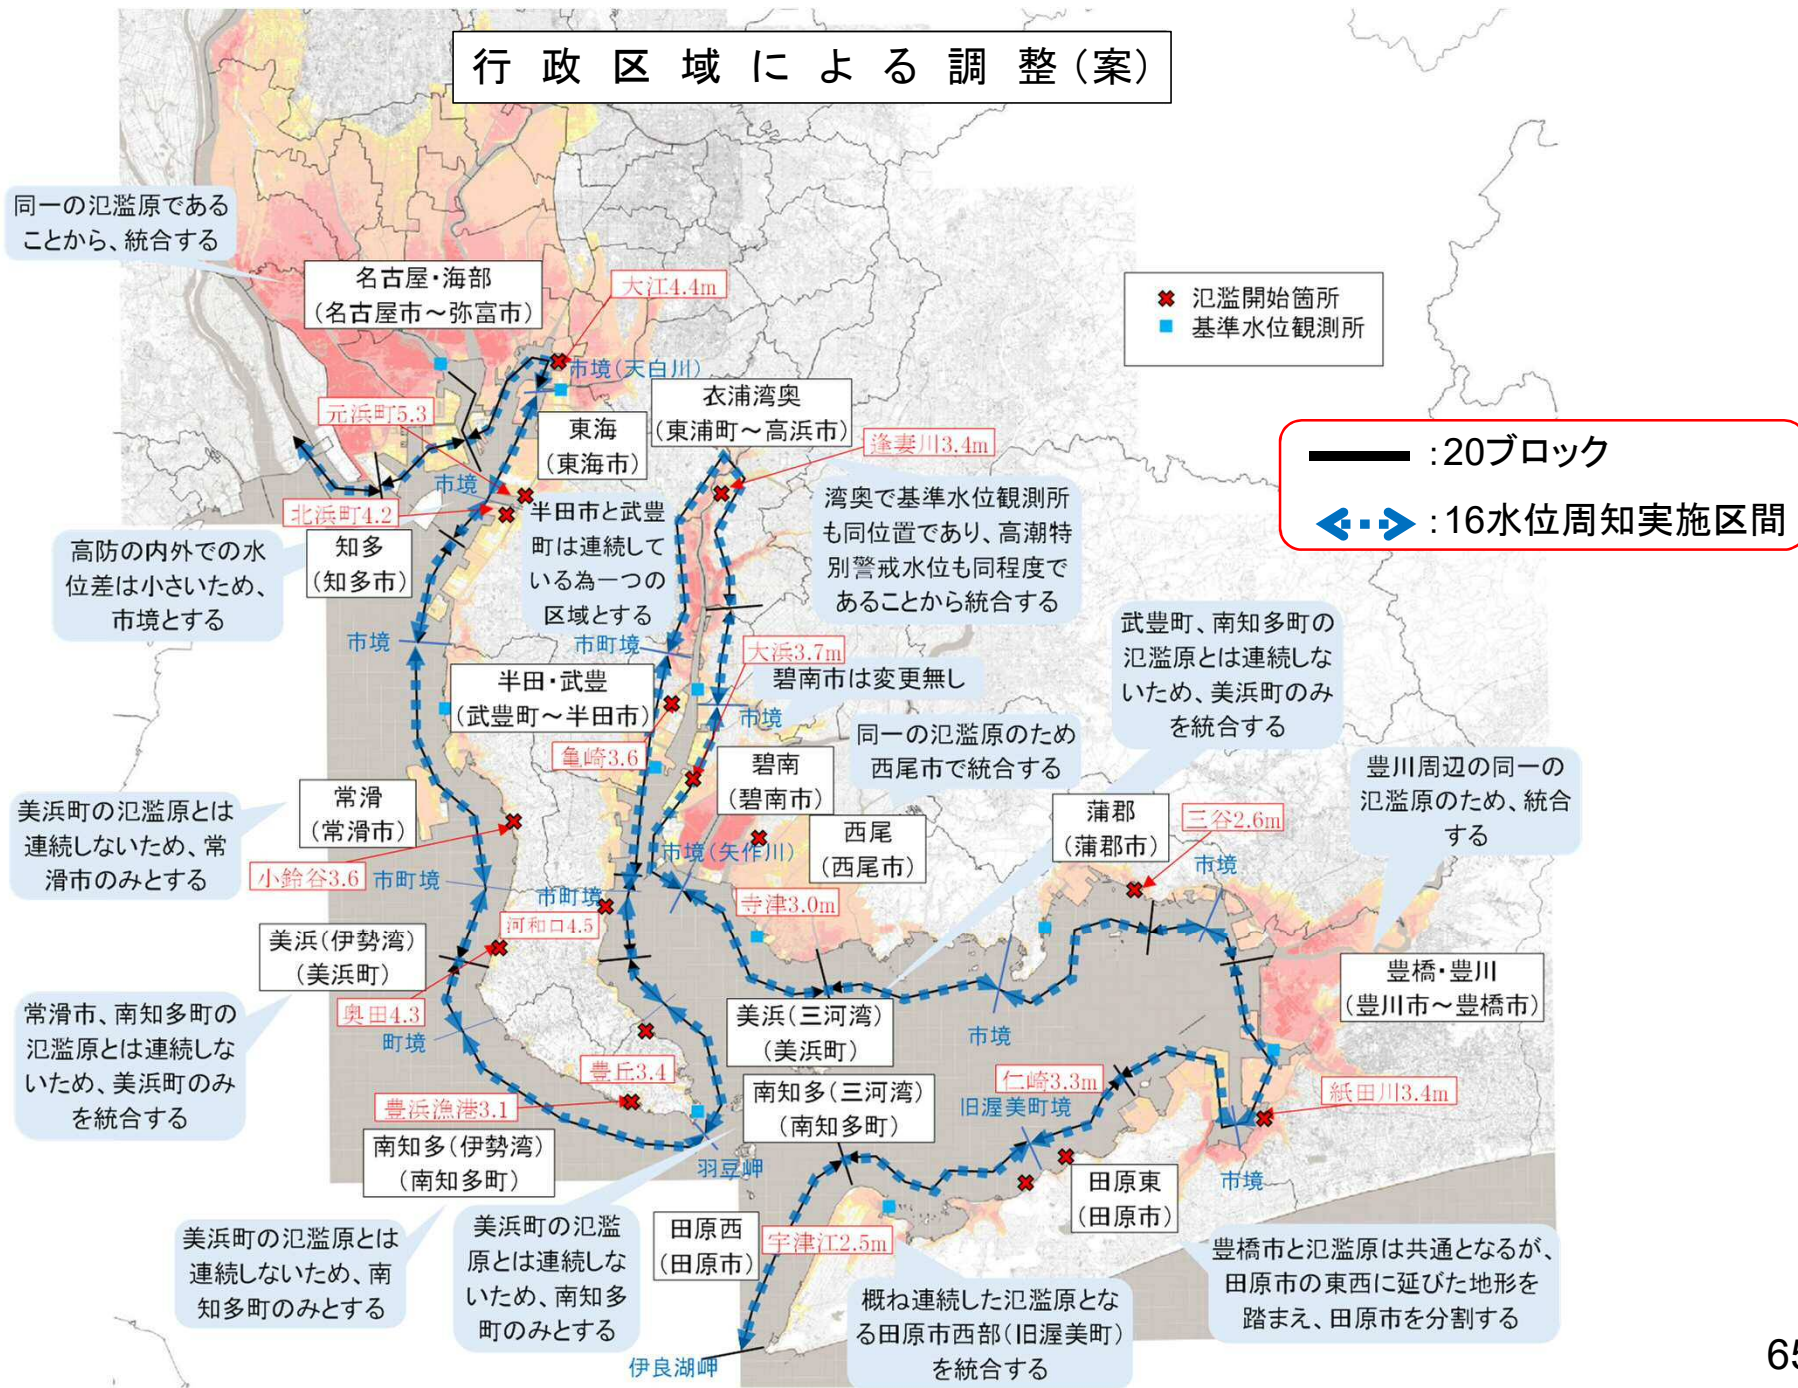 行政区域による調整(案)
同一の氾濫原である
ことから、統合する
名古屋・海部
(名古屋市～弥富市)
大江4.4m
市境(天白川)
氾濫開始箇所
基準水位観測所
:20ブロック
:16水位周知実施区間
元浜町5.3
東海
(東海市)
衣浦湾奥
(東浦町～高浜市)
逢妻川3.4m
市境
北浜町4.2
知多
(知多市)
高防の内外での水
位差は小さいため、
市境とする
半田市と武豊
町は連続して
いる為一つの
区域とする
湾奥で基準水位観測所
も同位置であり、高潮特
別警戒水位も同程度で
あることから統合する
市境
市町境
大浜3.7m
碧南市は変更無し
市境
武豊町、南知多町の
氾濫原とは連続しな
いため、美浜町のみ
を統合する
半田・武豊
(武豊町～半田市)
亀崎3.6
碧南
(碧南市)
同一の氾濫原のため
西尾市で統合する
西尾
(西尾市)
蒲郡
(蒲郡市)
三谷2.6m
市境
豊川周辺の同一の
氾濫原のため、統合
する
美浜町の氾濫原とは
連続しないため、常
滑市のみとする
常滑
(常滑市)
小鈴谷3.6
市町境
市町境
市境(矢作川)
寺津3.0m
河和口4.5
美浜(伊勢湾)
(美浜町)
奥田4.3
町境
常滑市、南知多町の
氾濫原とは連続しな
いため、美浜町のみ
を統合する
美浜(三河湾)
(美浜町)
市境
豊橋・豊川
(豊川市～豊橋市)
豊丘3.4
豊浜漁港3.1
南知多(三河湾)
(南知多町)
仁崎3.3m
旧渥美町境
紙田川3.4m
南知多(伊勢湾)
(南知多町)
羽豆岬
市境
田原東
(田原市)
美浜町の氾濫原とは
連続しないため、南
知多町のみとする
美浜町の氾濫
原とは連続しな
いため、南知多
町のみとする
田原西
(田原市)
宇津江2.5m
豊橋市と氾濫原は共通となるが、
田原市の東西に延びた地形を
踏まえ、田原市を分割する
概ね連続した氾濫原とな
る田原市西部(旧渥美町)
を統合する
伊良湖岬
65